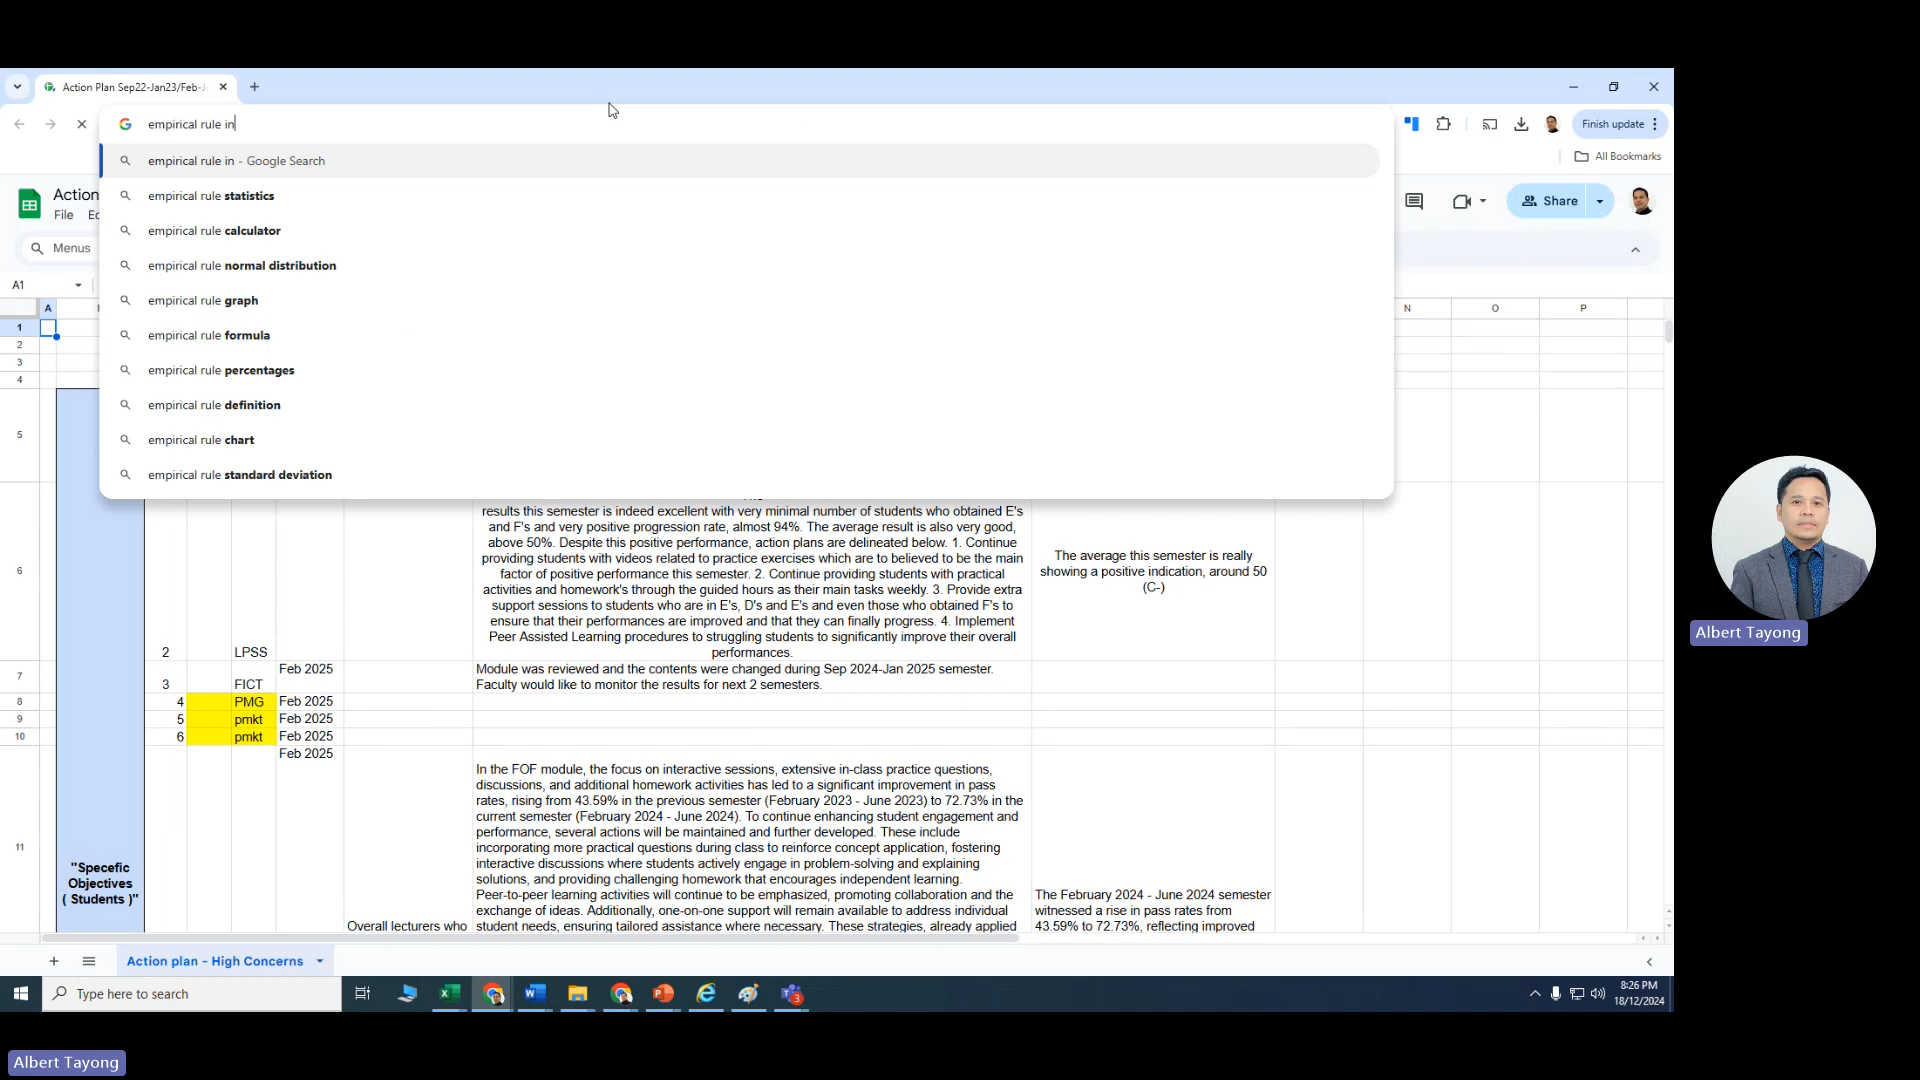 Action Plan Sep22-Jan23/Feb-J
empirical rule in
Finish update
empirical rule in - Google Search
All Bookmarks
empirical rule statistics
Action
File
empirical rule calculator
Share
Menus
empirical rule normal distribution
A1
empirical rule graph
A
N
O
P
1
empirical rule formula
2
3
empirical rule percentages
4
empirical rule definition
5
empirical rule chart
empirical rule standard deviation
results this semester is indeed excellent with very minimal number of students who obtained E's
and F's and very positive progression rate, almost 94%. The average result is also very good,
above 50%. Despite this positive performance, action plans are delineated below. 1. Continue
providing students with videos related to practice exercises which are to believed to be the main
factor of positive performance this semester. 2. Continue providing students with practical
activities and homework's through the guided hours as their main tasks weekly. 3. Provide extra
support sessions to students who are in E's, D's and E's and even those who obtained F's to
ensure that their performances are improved and that they can finally progress. 4. Implement
Peer Assisted Learning procedures to struggling students to significantly improve their overall
performances.
The average this semester is really
showing a positive indication, around 50
(C-)
6
2
LPSS
7
3
FICT
Feb 2025
Module was reviewed and the contents were changed during Sep 2024-Jan 2025 semester.
Faculty would like to monitor the results for next 2 semesters.
8
4
PMG
Feb 2025
9
5
pmkt
Feb 2025
10
6
pmkt
Feb 2025
Feb 2025
11
"Specefic
Objectives
( Students )"
Overall lecturers who
In the FOF module, the focus on interactive sessions, extensive in-class practice questions,
discussions, and additional homework activities has led to a significant improvement in pass
rates, rising from 43.59% in the previous semester (February 2023 - June 2023) to 72.73% in the
current semester (February 2024 - June 2024). To continue enhancing student engagement and
performance, several actions will be maintained and further developed. These include
incorporating more practical questions during class to reinforce concept application, fostering
interactive discussions where students actively engage in problem-solving and explaining
solutions, and providing challenging homework that encourages independent learning.
Peer-to-peer learning activities will continue to be emphasized, promoting collaboration and the
exchange of ideas. Additionally, one-on-one support will remain available to address individual
student needs, ensuring tailored assistance where necessary. These strategies, already applied
The February 2024 - June 2024 semester
witnessed a rise in pass rates from
43.59% to 72.73%, reflecting improved
Action plan - High Concerns
Type here to search
3
8:26 PM
18/12/2024
Albert Tayong
Albert Tayong